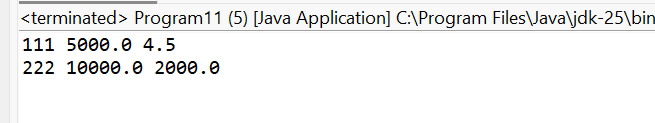 <terminated> Program11 (5) [Java Application] C:\Program Files\Java\jdk-25\bin
111 5000.0 4.5
222 10000.0 2000.0